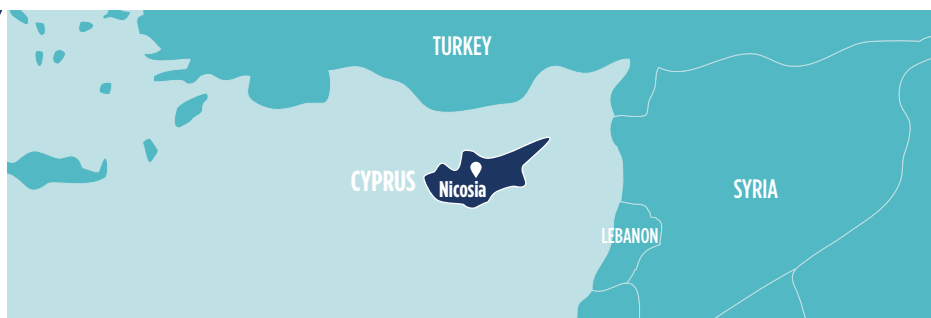 TURKEY
CYPRUS
Nicosia
SYRIA
LEBANON